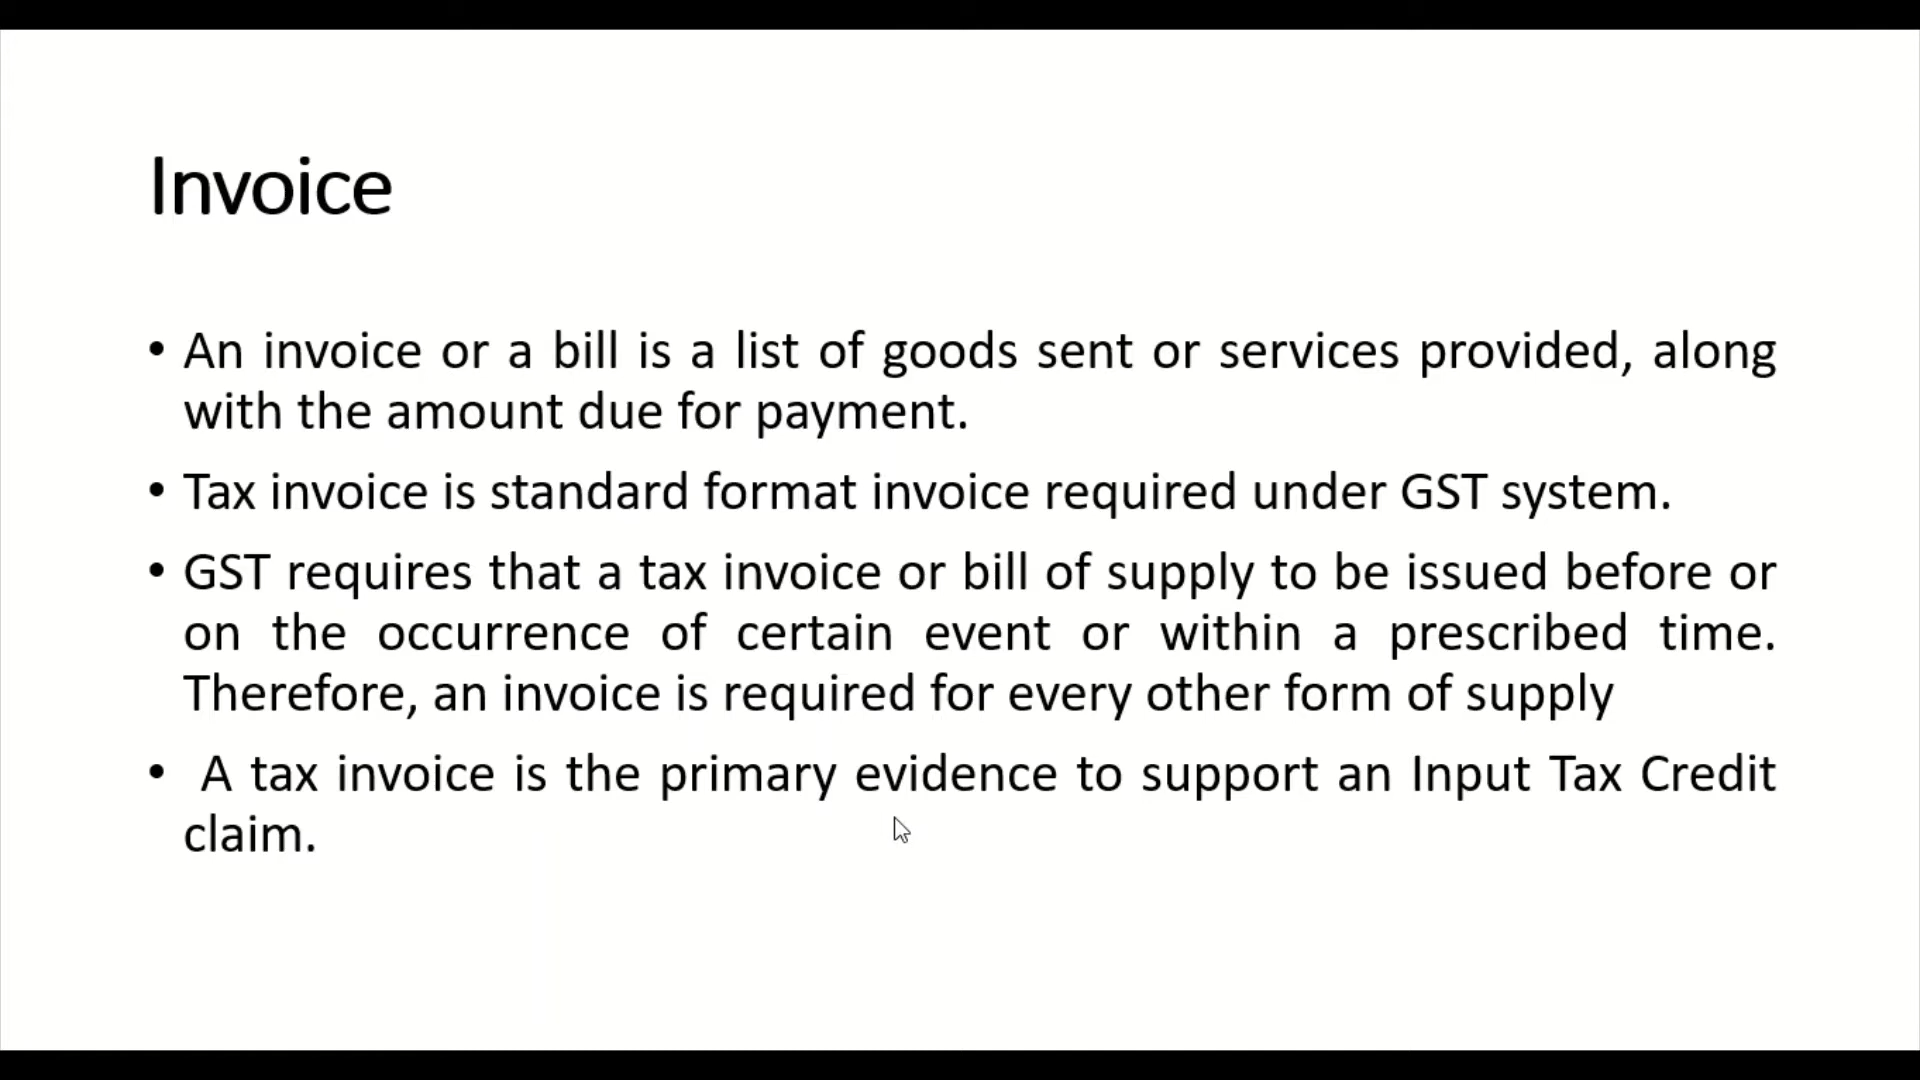 Invoice
• An invoice or a bill is a list of goods sent or services provided, along
with the amount due for payment.
• Tax invoice is standard format invoice required under GST system.
• GST requires that a tax invoice or bill of supply to be issued before or
on the occurrence of certain event or within a prescribed time.
Therefore, an invoice is required for every other form of supply
• A tax invoice is the primary evidence to support an Input Tax Credit
claim.